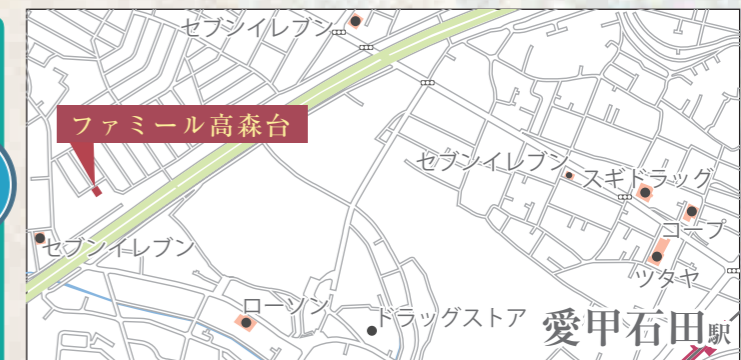 セブンイレブン
ファミール高森台
セブンイレブン
スギドラッグ
コープ
セブンイレブン
ツタヤ
ローソン
ドラッグストア
愛甲石田駅